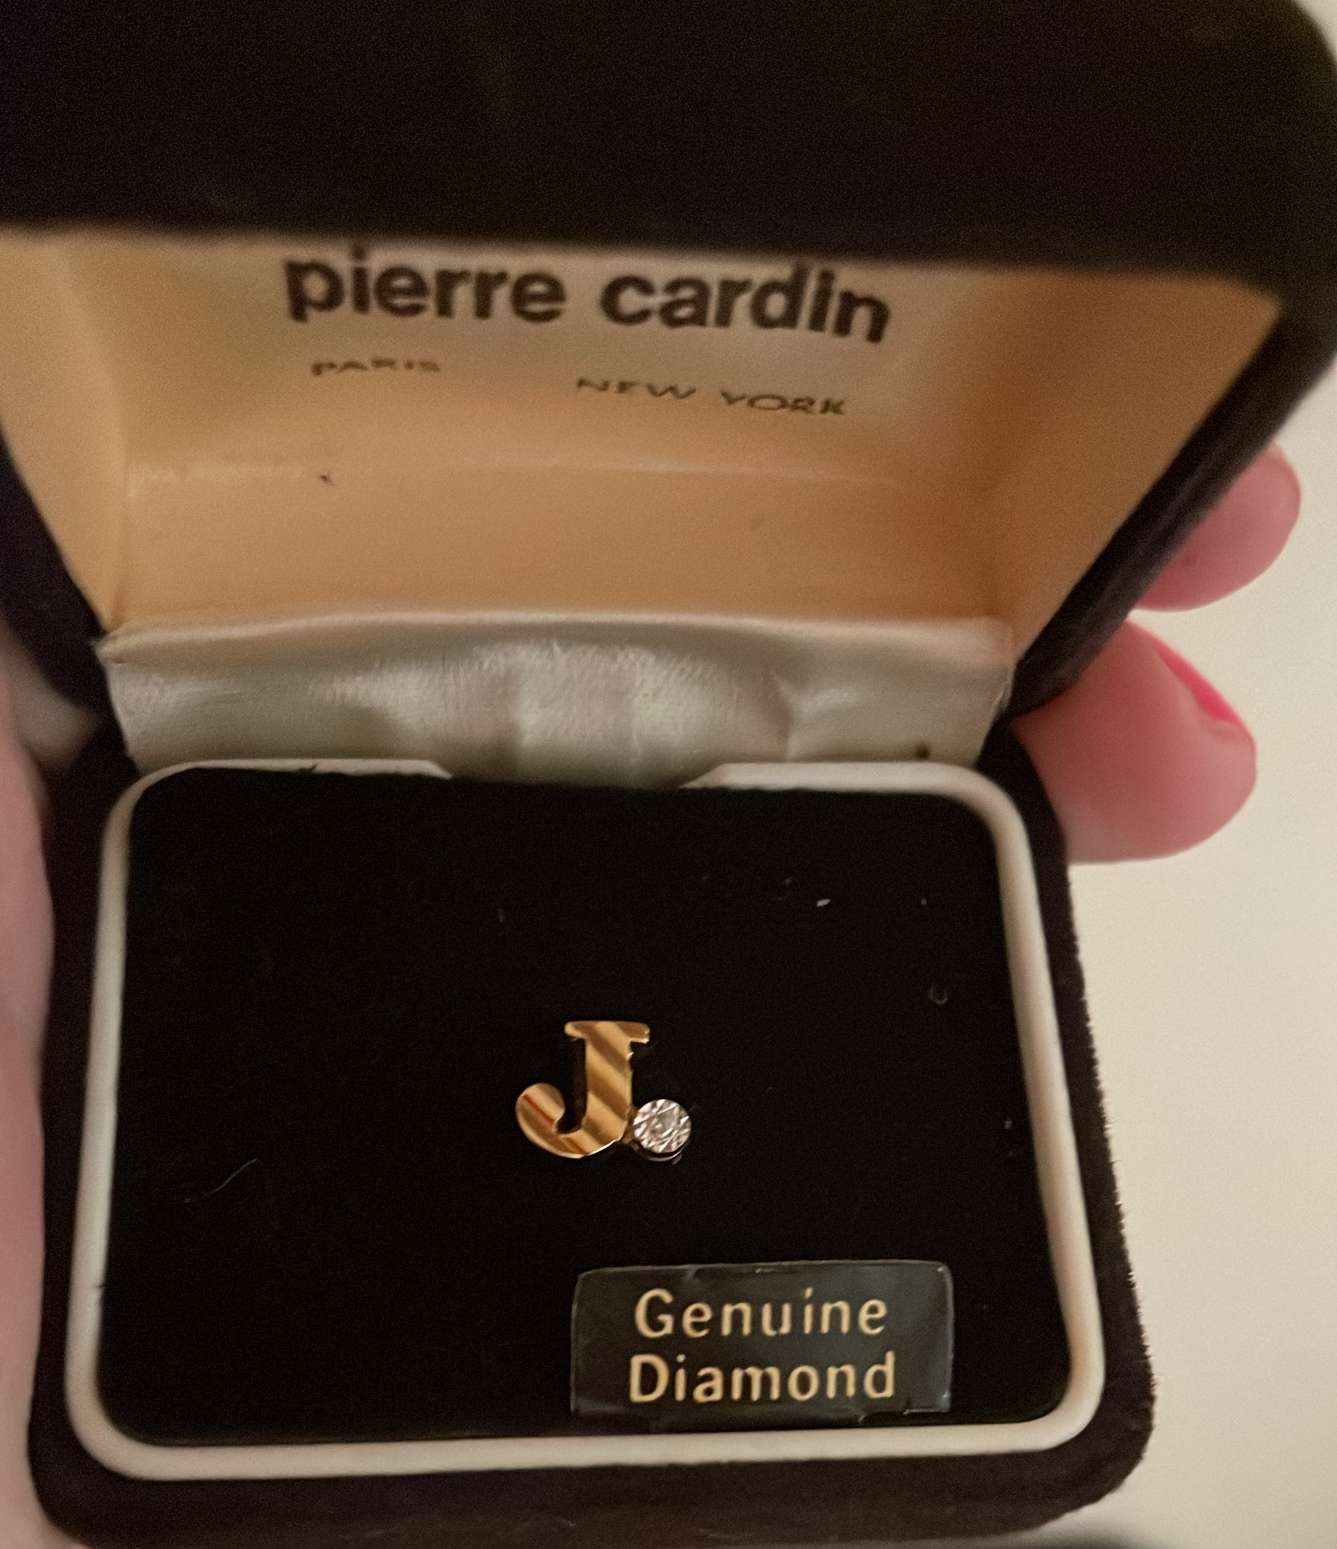 pierre cardin
PARIS NEW YORK
J
Genuine
Diamond